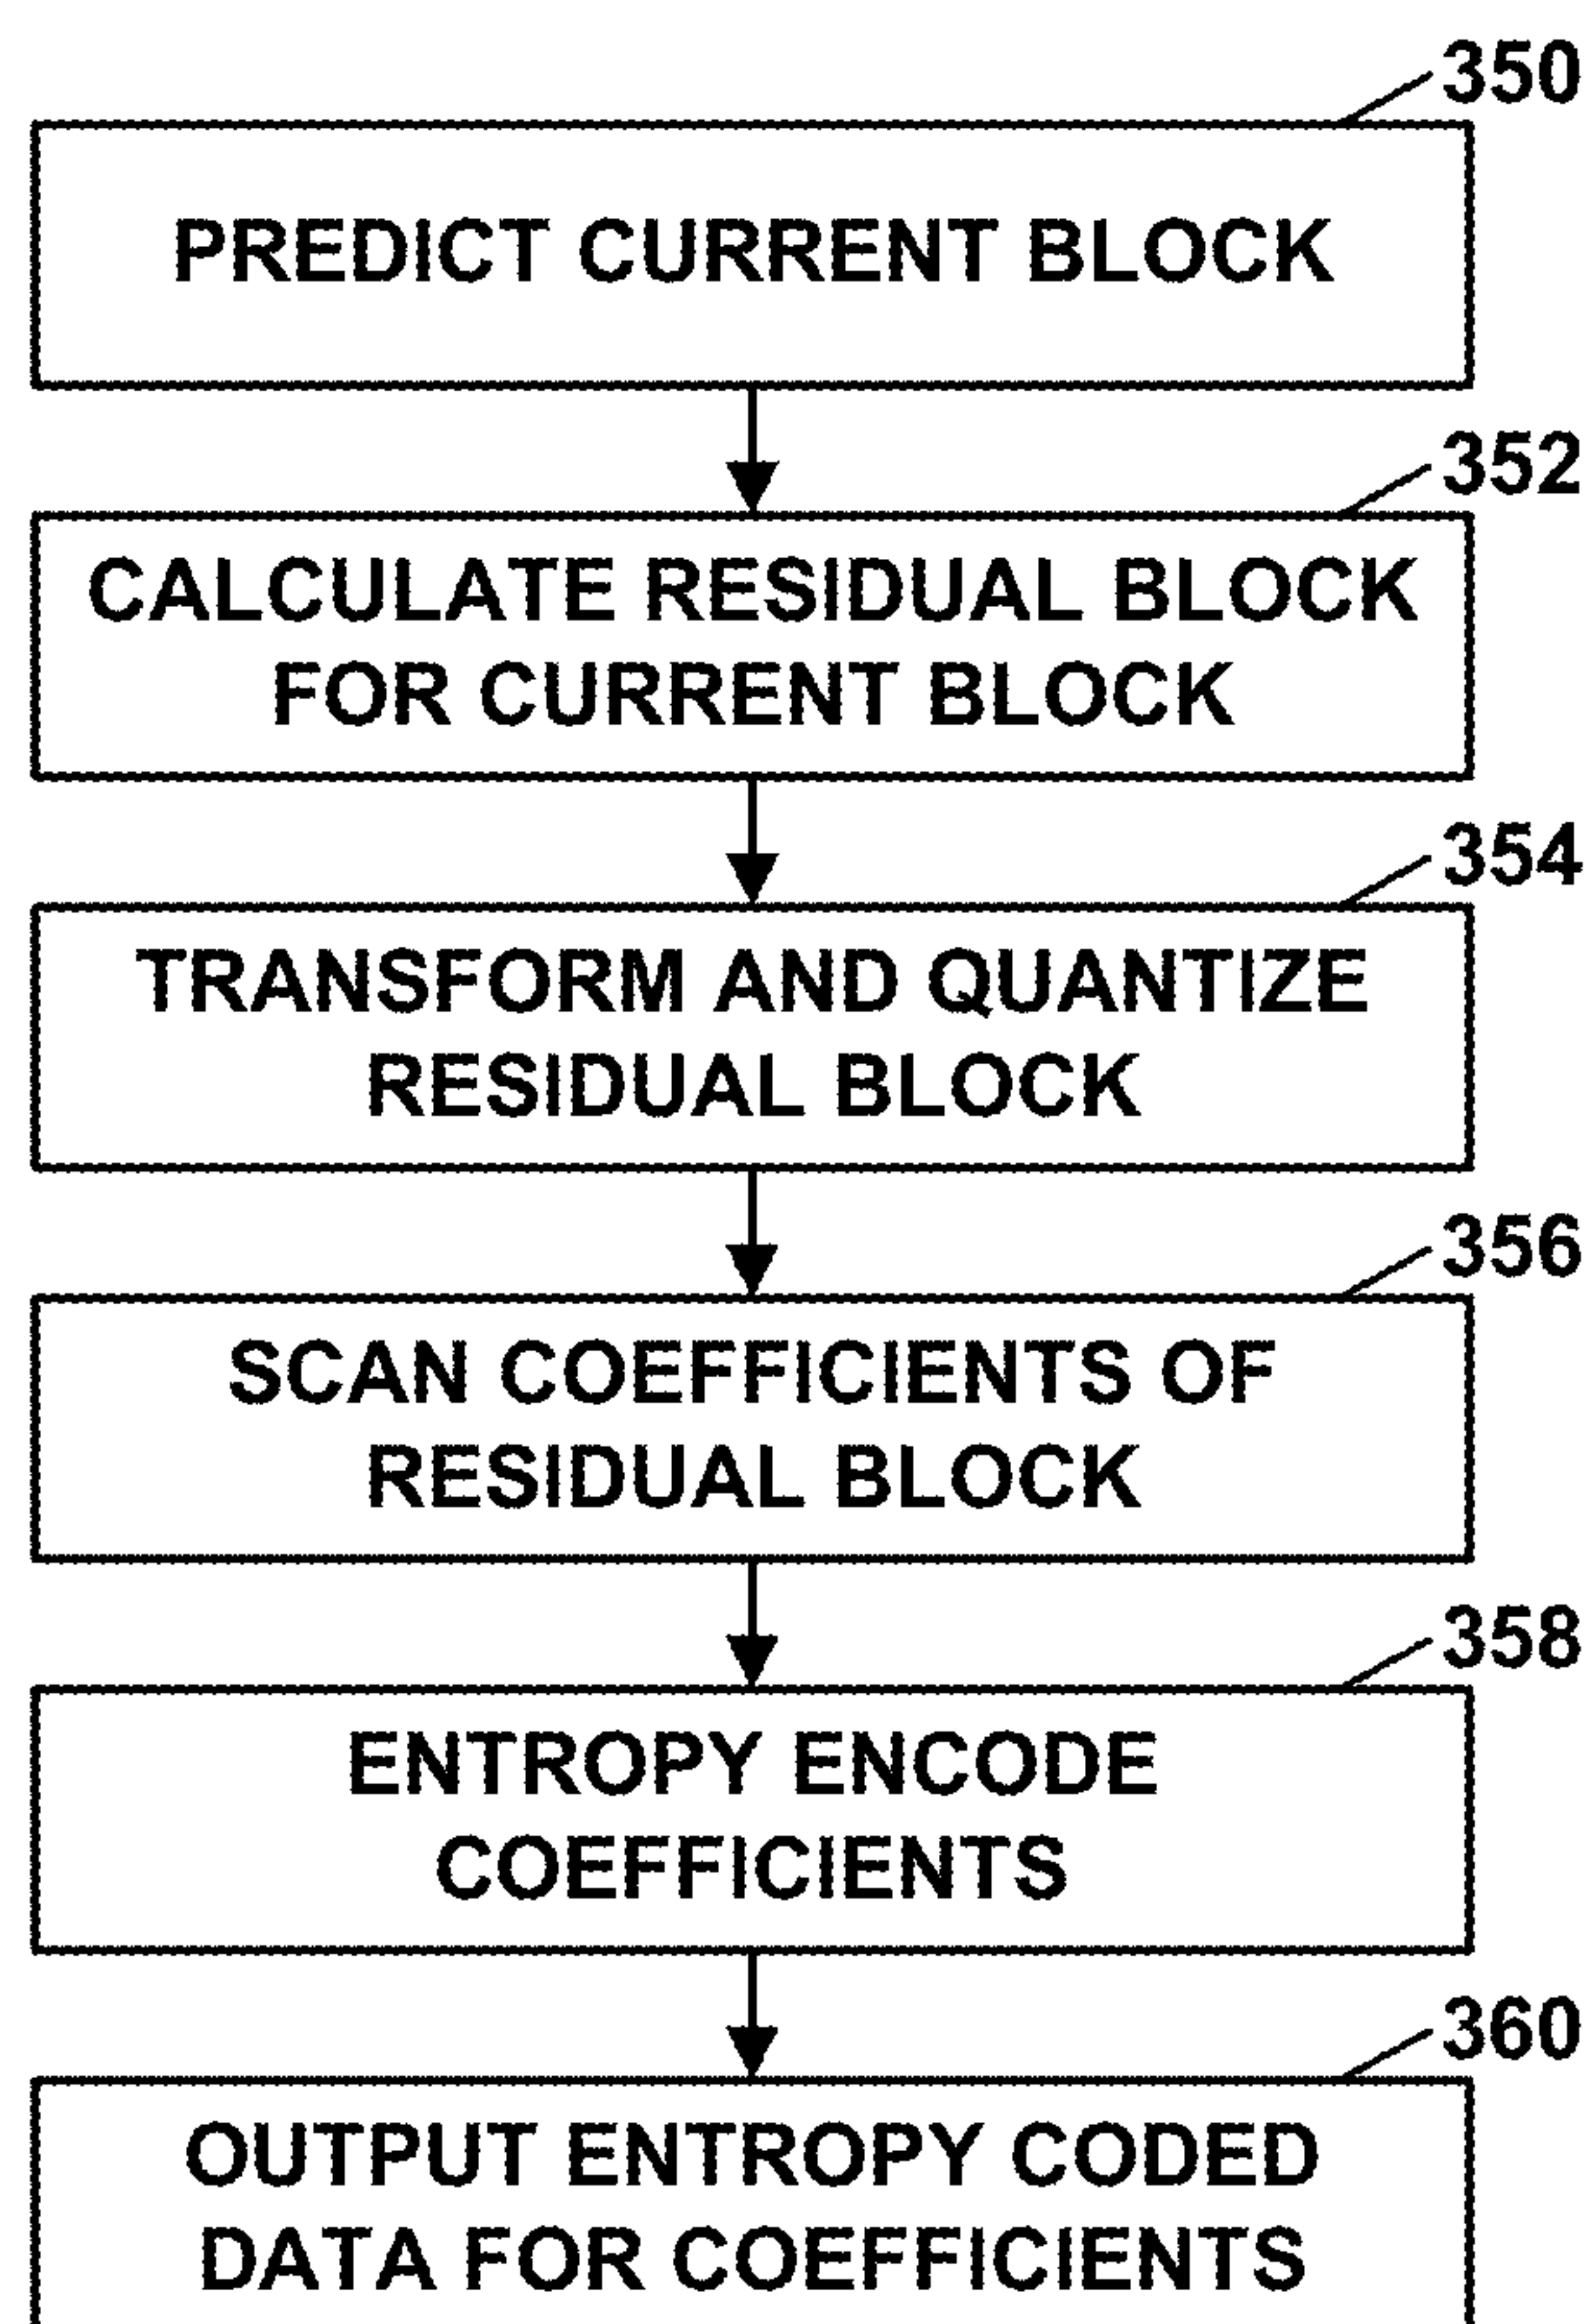 350
PREDICT CURRENT BLOCK
352
CALCULATE RESIDUAL BLOCK
FOR CURRENT BLOCK
354
TRANSFORM AND QUANTIZE
RESIDUAL BLOCK
356
SCAN COEFFICIENTS OF
RESIDUAL BLOCK
358
ENTROPY ENCODE
COEFFICIENTS
360
OUTPUT ENTROPY CODED
DATA FOR COEFFICIENTS